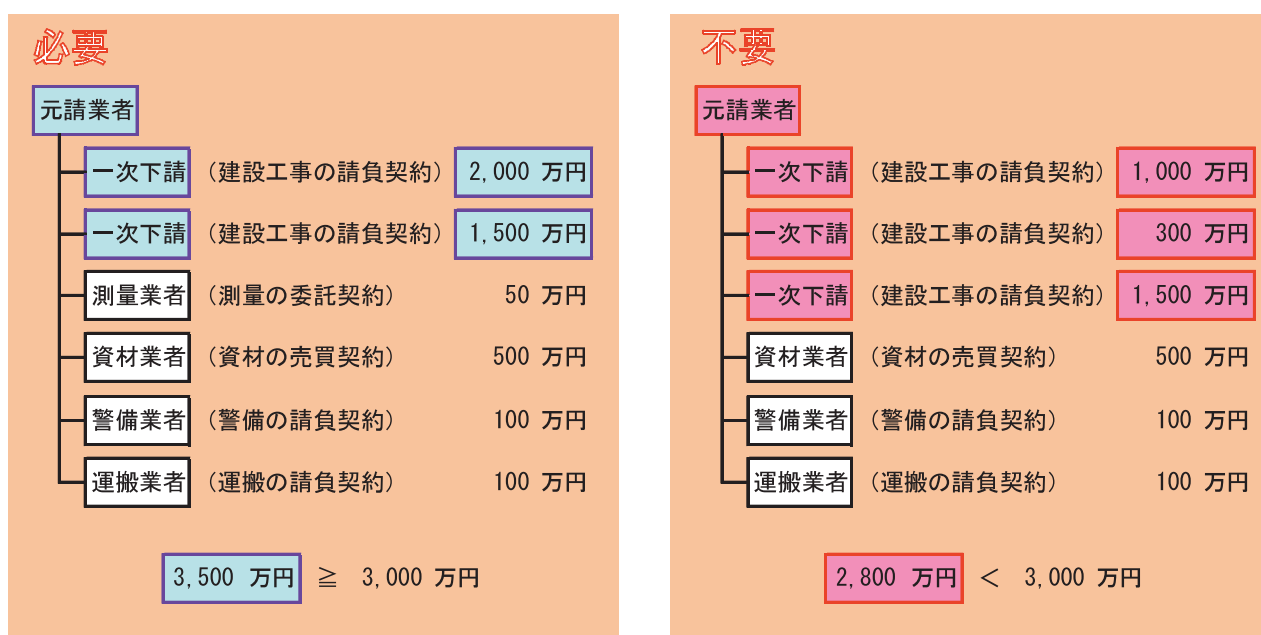 必要
元請業者
一次下請 （建設工事の請負契約） 2,000 万円
一次下請 （建設工事の請負契約） 1,500 万円
測量業者 （測量の委託契約） 50 万円
資材業者 （資材の売買契約） 500 万円
警備業者 （警備の請負契約） 100 万円
運搬業者 （運搬の請負契約） 100 万円
3,500 万円 ≧ 3,000 万円
不要
元請業者
一次下請 （建設工事の請負契約） 1,000 万円
一次下請 （建設工事の請負契約） 300 万円
一次下請 （建設工事の請負契約） 1,500 万円
資材業者 （資材の売買契約） 500 万円
警備業者 （警備の請負契約） 100 万円
運搬業者 （運搬の請負契約） 100 万円
2,800 万円 ＜ 3,000 万円